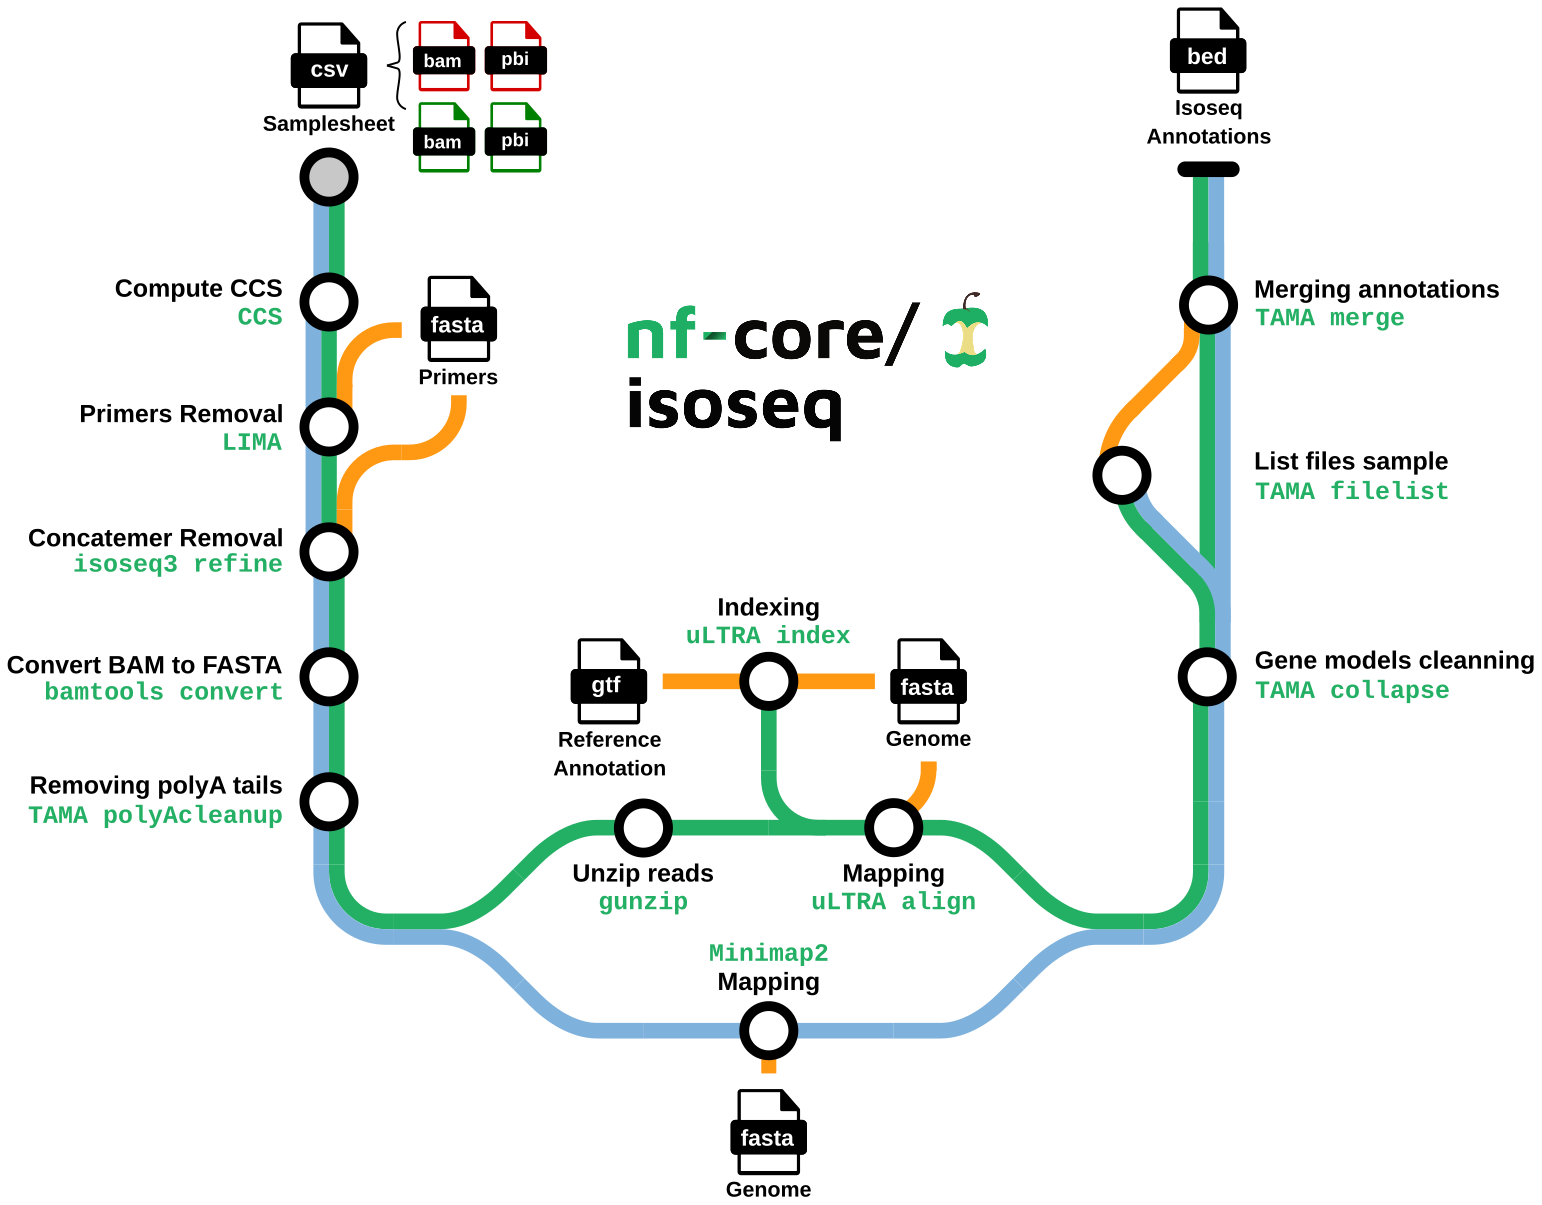 csv
Samplesheet
bam
pbi
bam
pbi
bed
Isoseq
Annotations
Compute CCS
CCS
fasta
Primers
Primers Removal
LIMA
Concatemer Removal
isoseq3 refine
Convert BAM to FASTA
bamtools convert
Removing polyA tails
TAMA polyAcleanup
nf-core/
isoseq
Indexing
uLTRA index
gtf
Reference
Annotation
fasta
Genome
Unzip reads
gunzip
Mapping
uLTRA align
Minimap2
Mapping
fasta
Genome
Merging annotations
TAMA merge
List files sample
TAMA filelist
Gene models cleanning
TAMA collapse